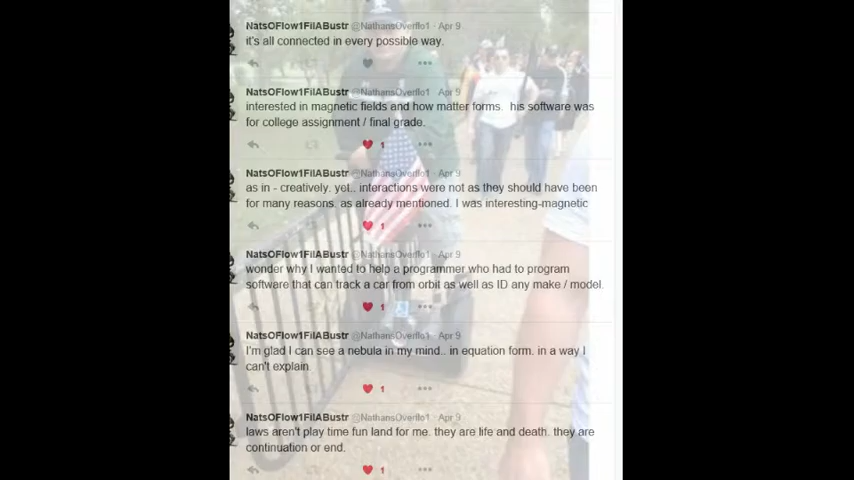 NatsOFlow1FilABustr @NathansOverflo1 · Apr 9
it's all connected in every possible way.
NatsOFlow1FilABustr @NathansOverflo1 · Apr 9
interested in magnetic fields and how matter forms. his software was
for college assignment / final grade.
1
NatsOFlow1FilABustr @NathansOverflo1 · Apr 9
as in - creatively. yet.. interactions were not as they should have been
for many reasons. as already mentioned. I was interesting-magnetic
1
NatsOFlow1FilABustr @NathansOverflo1 · Apr 9
wonder why I wanted to help a programmer who had to program
software that can track a car from orbit as well as ID any make / model.
1
NatsOFlow1FilABustr @NathansOverflo1 · Apr 9
I'm glad I can see a nebula in my mind.. in equation form. in a way I
can't explain.
1
NatsOFlow1FilABustr @NathansOverflo1 · Apr 9
laws aren't play time fun land for me. they are life and death. they are
continuation or end.
1